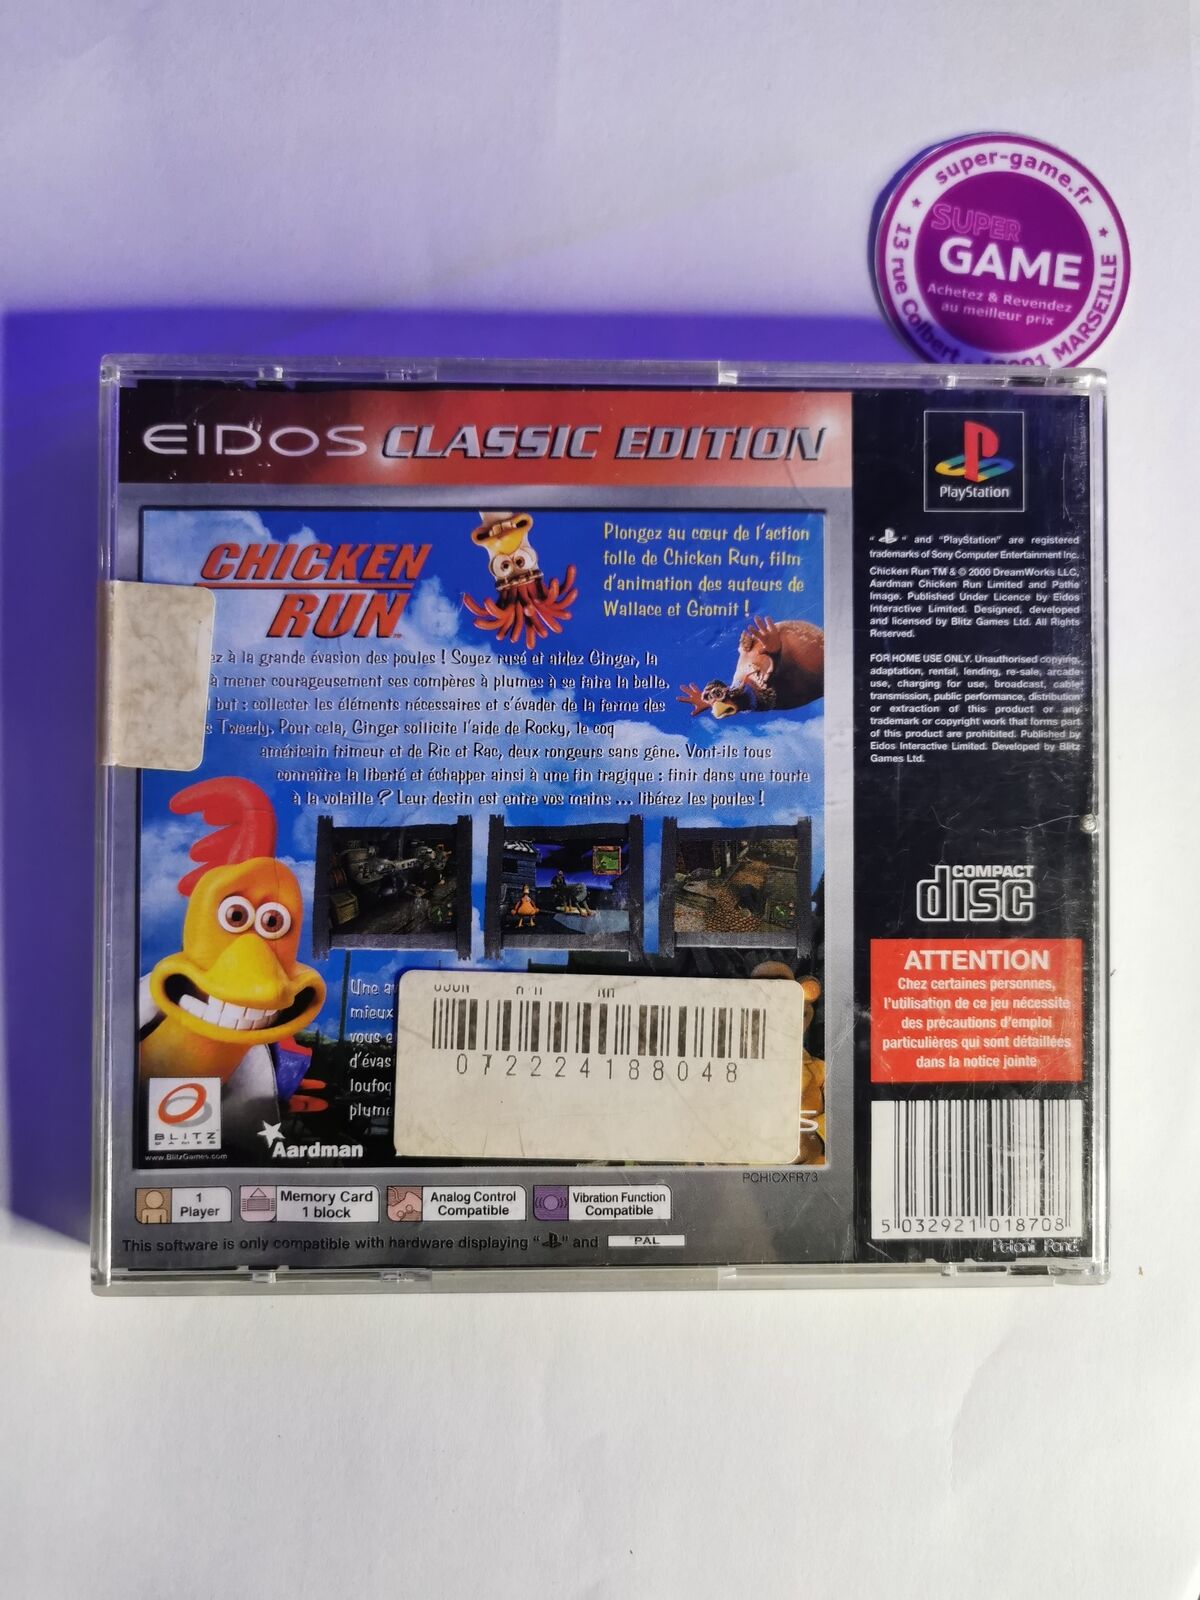 super-game.fr
SUPER
GAME
Achetez & Revendez
au meilleur prix
13 rue Colbert
MARSEILLE
EIDOS CLASSIC EDITION
PlayStation
CHICKEN
RUN
Plongez au cœur de l'action
folle de Chicken Run, film
d'animation des auteurs de
Wallace et Gromit !
ez à la grande évasion des poules ! Soyez rusé et aidez Ginger, la
à mener courageusement ses compères à plumes à se faire la belle.
but : collecter les éléments nécessaires et s'évader de la ferme des
s Tweedy. Pour cela, Ginger sollicite l'aide de Rocky, le coq
américain frimeur et de Ric et Rac, deux rongeurs sans gêne. Vont-ils tous
connaître la liberté et échapper ainsi à une fin tragique : finir dans une tourte
à la volaille ? Leur destin est entre vos mains ... libérez les poules !
Une a
mieux
vous e
d'évas
loufoq
plume
072224188048
BLITZ
GAMES
www.BlitzGames.com
Aardman
S
PCHICXFR73
1
Player
Memory Card
1 block
Analog Control
Compatible
Vibration Function
Compatible
This software is only compatible with hardware displaying " " and PAL
" " and "PlayStation" are registered
trademarks of Sony Computer Entertainment Inc.
Chicken Run TM & © 2000 DreamWorks LLC,
Aardman Chicken Run Limited and Pathe
Image. Published Under Licence by Eidos
Interactive Limited. Designed, developed
and licensed by Blitz Games Ltd. All Rights
Reserved.
FOR HOME USE ONLY. Unauthorised copying,
adaptation, rental, lending, re-sale, arcade
use, charging for use, broadcast, cable
transmission, public performance, distribution
or extraction of this product or any
trademark or copyright work that forms part
of this product are prohibited. Published by
Eidos Interactive Limited. Developed by Blitz
Games Ltd.
COMPACT
disc
ATTENTION
Chez certaines personnes,
l'utilisation de ce jeu nécessite
des précautions d'emploi
particulières qui sont détaillées
dans la notice jointe
5 032921 018708
Patent Pend